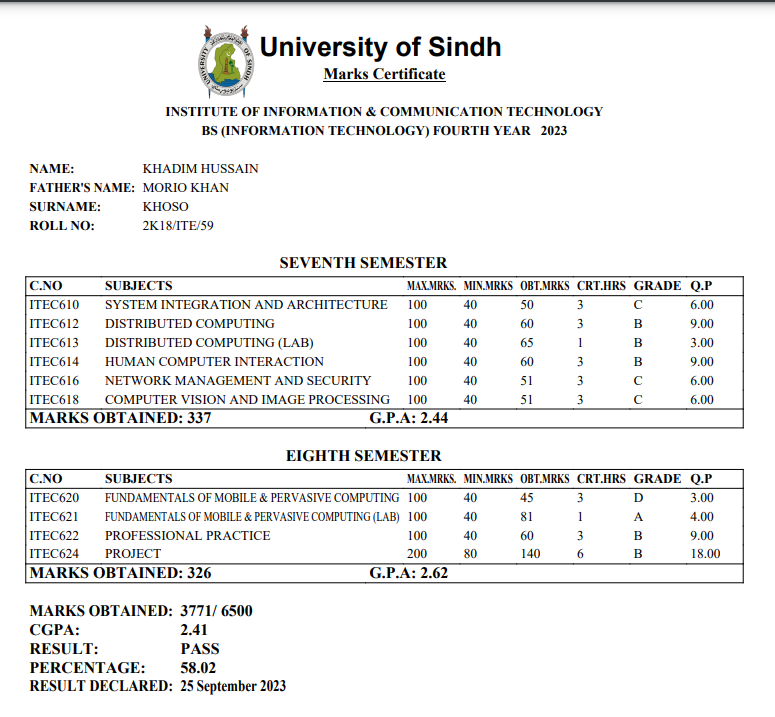 University of Sindh
Marks Certificate
INSTITUTE OF INFORMATION & COMMUNICATION TECHNOLOGY
BS (INFORMATION TECHNOLOGY) FOURTH YEAR 2023
NAME: KHADIM HUSSAIN
FATHER'S NAME: MORIO KHAN
SURNAME: KHOSO
ROLL NO: 2K18/ITE/59
SEVENTH SEMESTER
C.NO SUBJECTS MAX.MRKS. MIN.MRKS OBT.MRKS CRT.HRS GRADE Q.P
ITEC610 SYSTEM INTEGRATION AND ARCHITECTURE 100 40 50 3 C 6.00
ITEC612 DISTRIBUTED COMPUTING 100 40 60 3 B 9.00
ITEC613 DISTRIBUTED COMPUTING (LAB) 100 40 65 1 B 3.00
ITEC614 HUMAN COMPUTER INTERACTION 100 40 60 3 B 9.00
ITEC616 NETWORK MANAGEMENT AND SECURITY 100 40 51 3 C 6.00
ITEC618 COMPUTER VISION AND IMAGE PROCESSING 100 40 51 3 C 6.00
MARKS OBTAINED: 337 G.P.A: 2.44
EIGHTH SEMESTER
C.NO SUBJECTS MAX.MRKS. MIN.MRKS OBT.MRKS CRT.HRS GRADE Q.P
ITEC620 FUNDAMENTALS OF MOBILE & PERVASIVE COMPUTING 100 40 45 3 D 3.00
ITEC621 FUNDAMENTALS OF MOBILE & PERVASIVE COMPUTING (LAB) 100 40 81 1 A 4.00
ITEC622 PROFESSIONAL PRACTICE 100 40 60 3 B 9.00
ITEC624 PROJECT 200 80 140 6 B 18.00
MARKS OBTAINED: 326 G.P.A: 2.62
MARKS OBTAINED: 3771/ 6500
CGPA: 2.41
RESULT: PASS
PERCENTAGE: 58.02
RESULT DECLARED: 25 September 2023